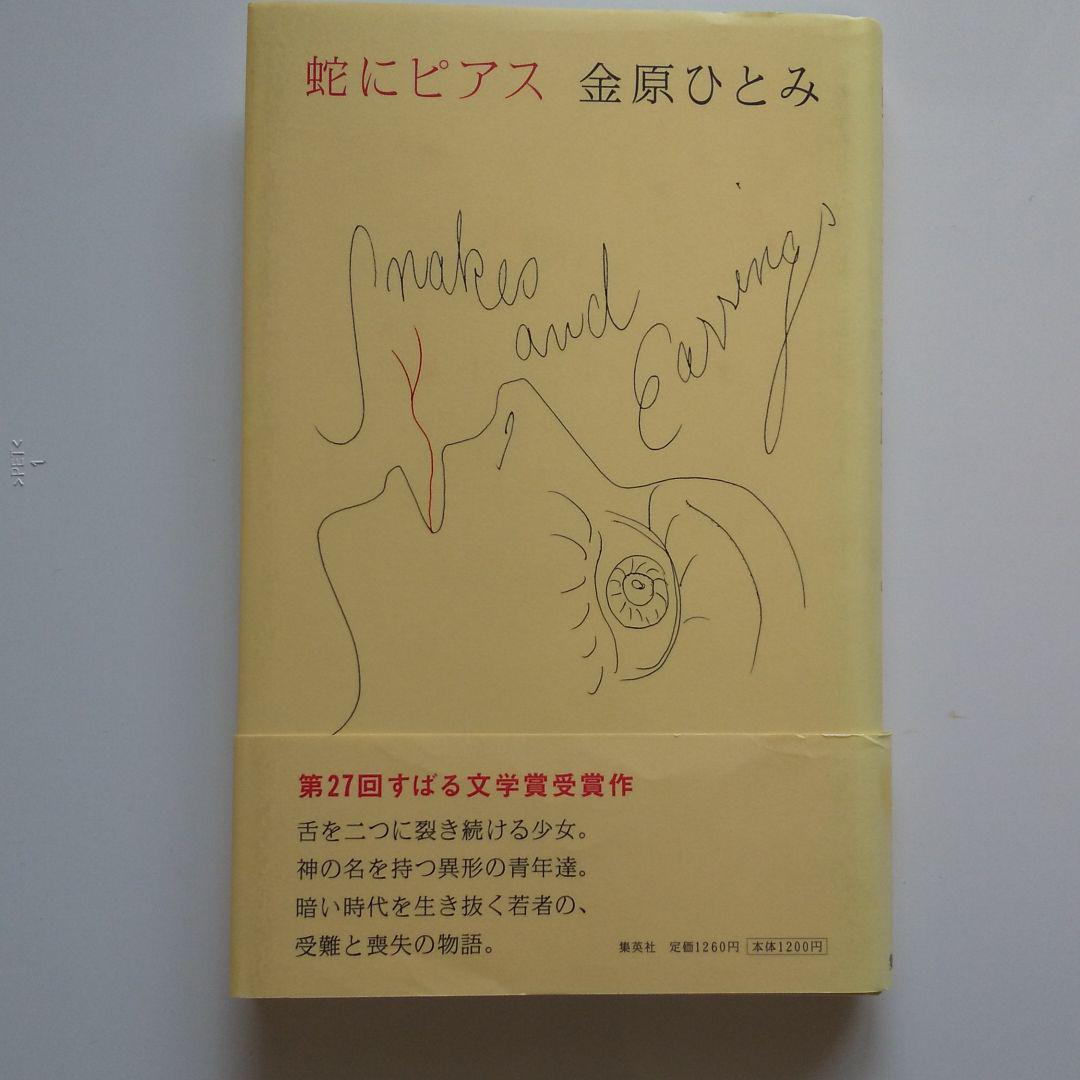 蛇にピアス 金原ひとみ
Snakes
and
Earrings
第27回すばる文学賞受賞作
舌を二つに裂き続ける少女。
神の名を持つ異形の青年達。
暗い時代を生き抜く若者の、
受難と喪失の物語。
集英社 定価1260円 本体1200円
>PET<
1